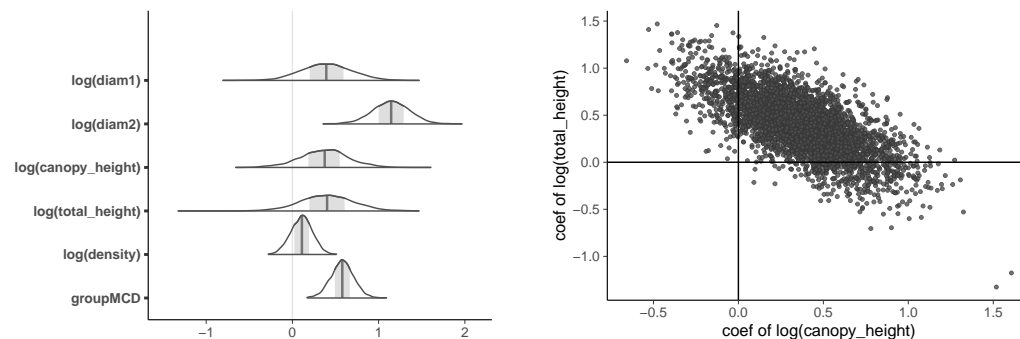 log(diam1)
log(diam2)
log(canopy_height)
log(total_height)
log(density)
groupMCD
−1 0 1 2
coef of log(total_height)
1.5
1.0
0.5
0.0
−0.5
−1.0
−0.5 0.0 0.5 1.0 1.5
coef of log(canopy_height)